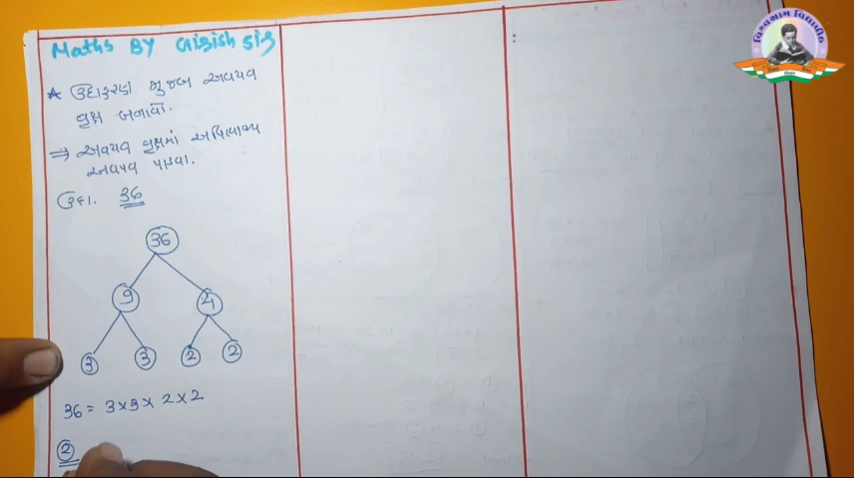 Maths BY
★ ઉદાહરણ મુજબ અવયવ
વૃક્ષ બનાવો.
⇒ અવયવ વૃક્ષમાં અવિભાજ્ય
અવયવ પાડવા.
ઉદા. 36
36
9 4
3 3 2 2
36 = 3 × 3 × 2 × 2
2
વિશ્વગ્રામ વિદ્યાપીઠ